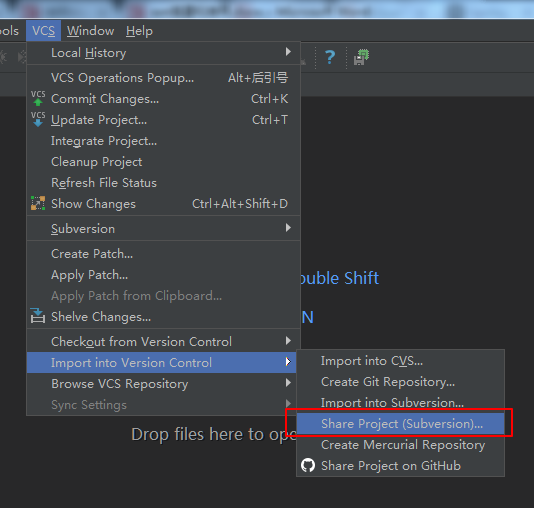 ools VCS Window Help
Local History
VCS Operations Popup... Alt+后引号
VCS Commit Changes... Ctrl+K
VCS Update Project... Ctrl+T
Integrate Project...
Cleanup Project
Refresh File Status
Show Changes Ctrl+Alt+Shift+D
Subversion
Create Patch...
Apply Patch...
ouble Shift
Apply Patch from Clipboard...
Shelve Changes...
N
Checkout from Version Control
Import into Version Control
Import into CVS...
Browse VCS Repository
Create Git Repository...
Sync Settings
Import into Subversion...
Share Project (Subversion)...
Drop files here to ope
Create Mercurial Repository
Share Project on GitHub